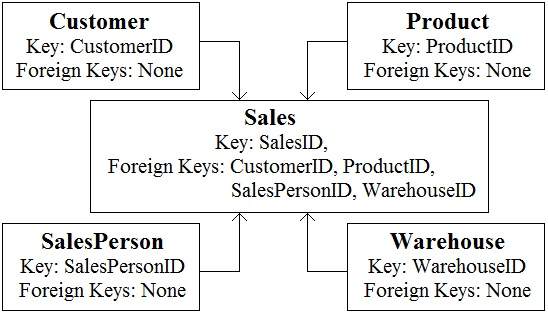 Customer
Key: CustomerID
Foreign Keys: None
Product
Key: ProductID
Foreign Keys: None
Sales
Key: SalesID,
Foreign Keys: CustomerID, ProductID,
SalesPersonID, WarehouseID
SalesPerson
Key: SalesPersonID
Foreign Keys: None
Warehouse
Key: WarehouseID
Foreign Keys: None